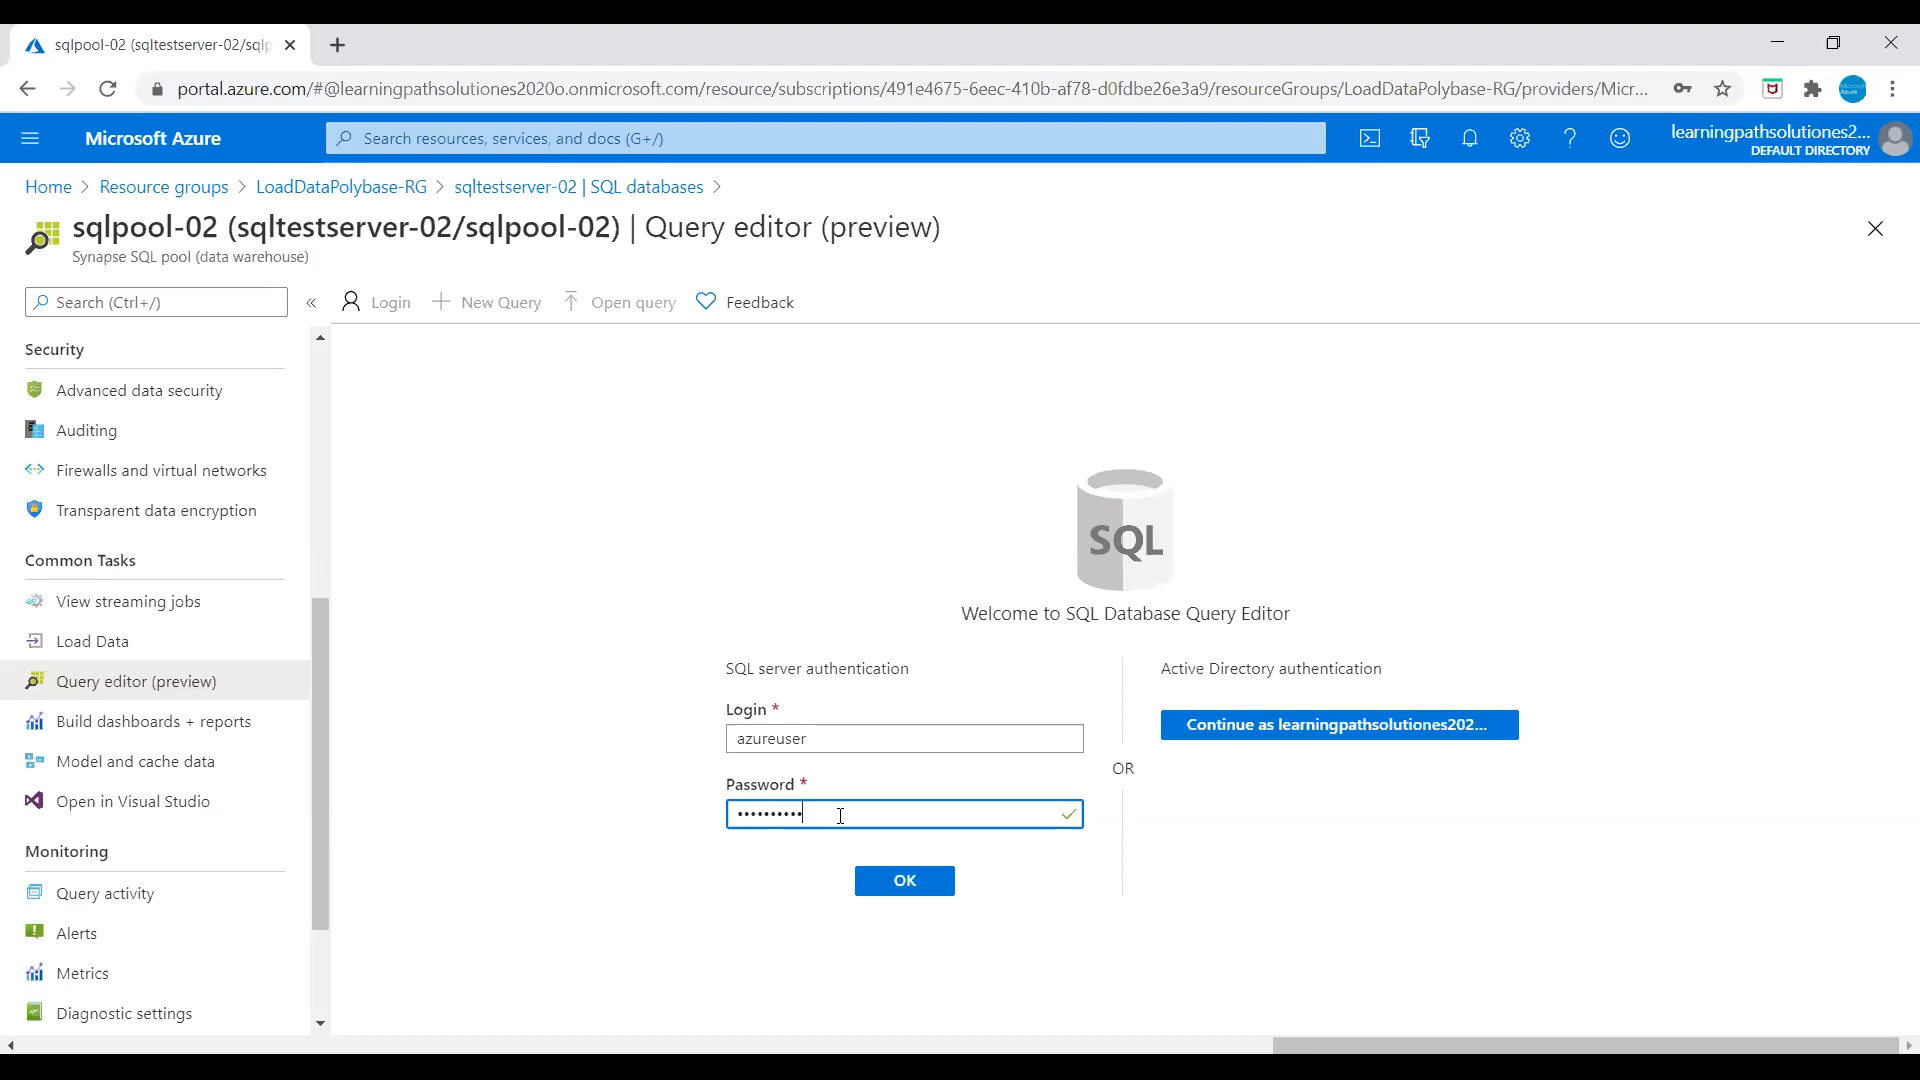 sqlpool-02 (sqltestserver-02/sqlp
portal.azure.com/#@learningpathsolutiones2020o.onmicrosoft.com/resource/subscriptions/491e4675-6eec-410b-af78-d0fdbe26e3a9/resourceGroups/LoadDataPolybase-RG/providers/Micr...
Microsoft Azure
Search resources, services, and docs (G+/)
learningpathsolutiones2...
DEFAULT DIRECTORY
Home > Resource groups > LoadDataPolybase-RG > sqltestserver-02 | SQL databases >
sqlpool-02 (sqltestserver-02/sqlpool-02) | Query editor (preview)
Synapse SQL pool (data warehouse)
Search (Ctrl+/)
«
Login
New Query
Open query
Feedback
Security
Advanced data security
Auditing
Firewalls and virtual networks
Transparent data encryption
Common Tasks
View streaming jobs
Load Data
Query editor (preview)
Build dashboards + reports
Model and cache data
Open in Visual Studio
Monitoring
Query activity
Alerts
Metrics
Diagnostic settings
SQL
Welcome to SQL Database Query Editor
SQL server authentication
Login *
azureuser
Password *
••••••••••
OK
OR
Active Directory authentication
Continue as learningpathsolutiones202...